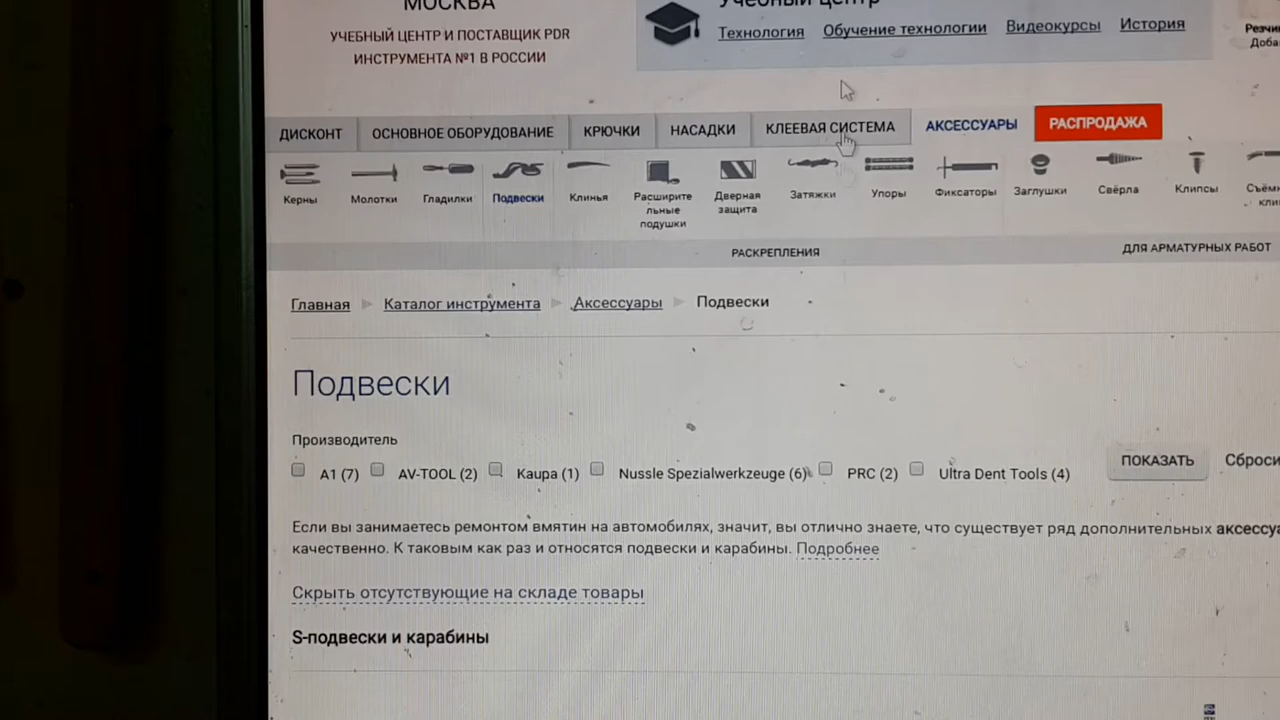 МОСКВА
УЧЕБНЫЙ ЦЕНТР И ПОСТАВЩИК PDR
ИНСТРУМЕНТА №1 В РОССИИ
Учебный центр
Технология Обучение технологии Видеокурсы История
ДИСКОНТ ОСНОВНОЕ ОБОРУДОВАНИЕ КРЮЧКИ НАСАДКИ КЛЕЕВАЯ СИСТЕМА АКСЕССУАРЫ РАСПРОДАЖА
Керны Молотки Гладилки Подвески Клинья Расширите
льные
подушки Дверная
защита Затяжки Упоры Фиксаторы Заглушки Свёрла Клипсы
РАСКРЕПЛЕНИЯ ДЛЯ АРМАТУРНЫХ РАБОТ
Главная Каталог инструмента Аксессуары Подвески
Подвески
Производитель
A1 (7) AV-TOOL (2) Kaupa (1) Nussle Spezialwerkzeuge (6) PRC (2) Ultra Dent Tools (4) ПОКАЗАТЬ
Если вы занимаетесь ремонтом вмятин на автомобилях, значит, вы отлично знаете, что существует ряд дополнительных
качественно. К таковым как раз и относятся подвески и карабины. Подробнее
Скрыть отсутствующие на складе товары
S-подвески и карабины